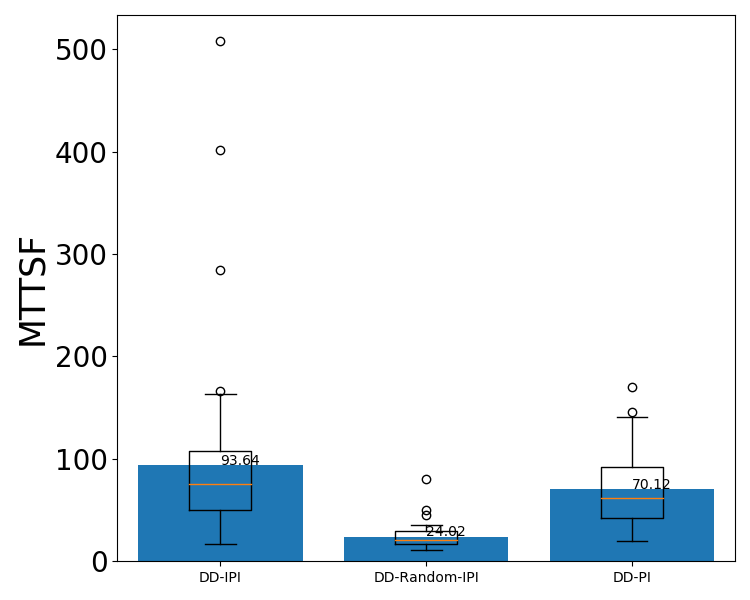 MTTSF
500
400
300
200
100
0
93.64
24.02
70.12
DD-IPI
DD-Random-IPI
DD-PI